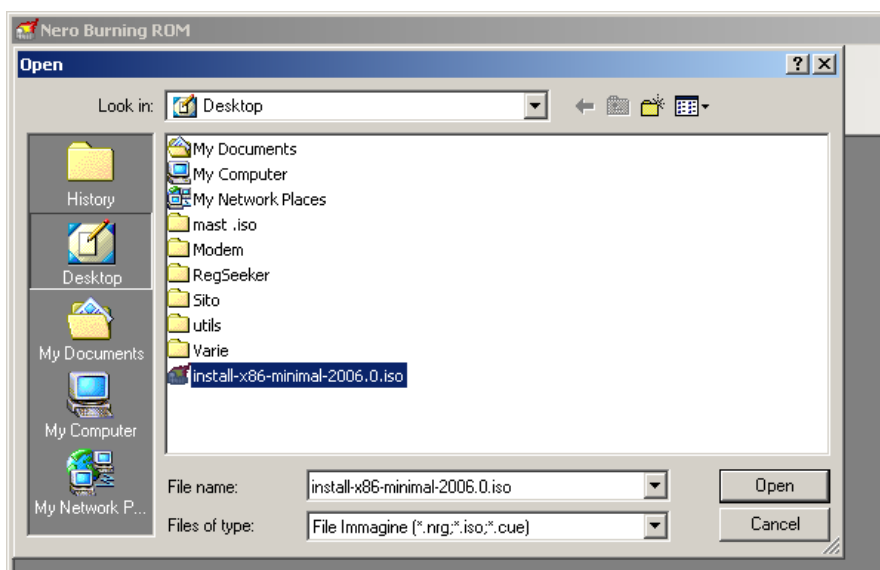 Nero Burning ROM
Open
Look in:
Desktop
My Documents
My Computer
My Network Places
mast .iso
Modem
RegSeeker
Sito
utils
Varie
install-x86-minimal-2006.0.iso
History
Desktop
My Documents
My Computer
My Network P...
File name:
install-x86-minimal-2006.0.iso
Open
Files of type:
File Immagine (*.nrg;*.iso;*.cue)
Cancel